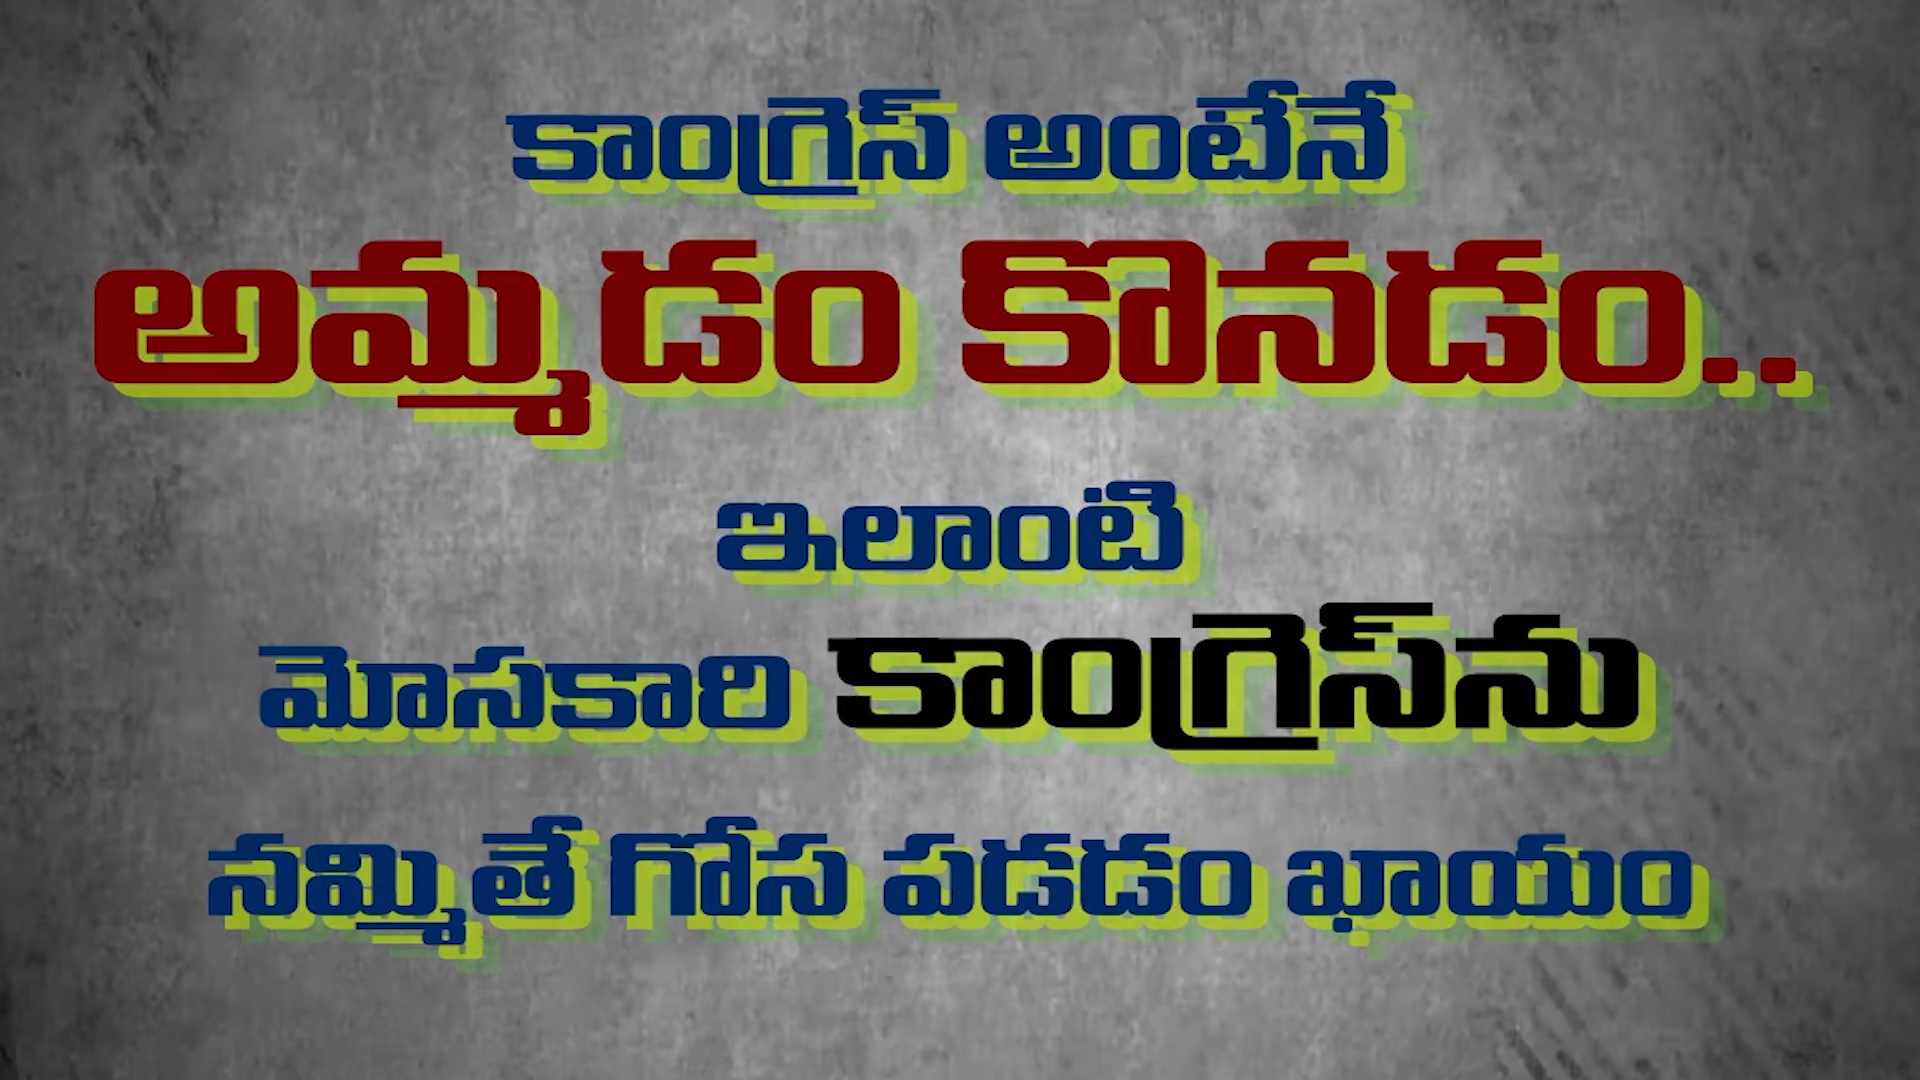 కాంగ్రెస్ అంటేనే
అమ్మడం కొనడం..
ఇలాంటి
మోసకారి కాంగ్రెస్‌ను
నమ్మితే గోస పడడం ఖాయం